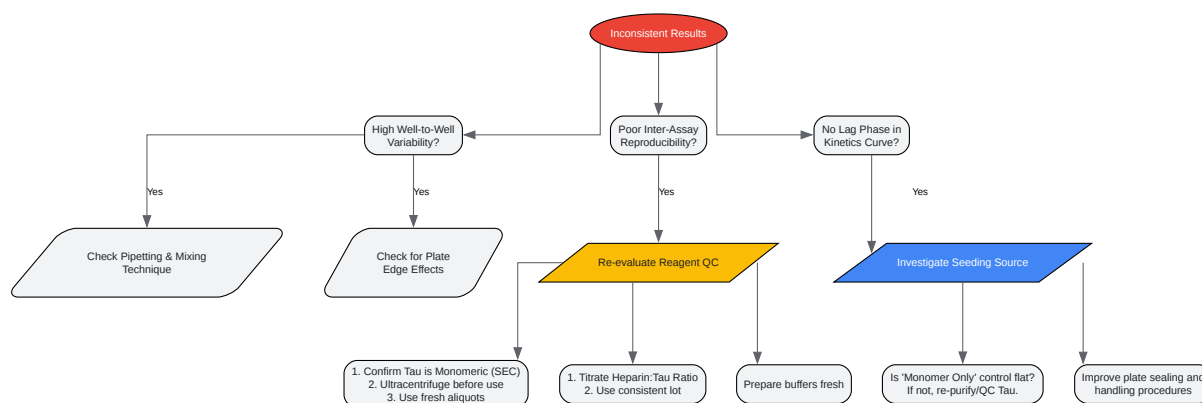 Inconsistent Results
High Well-to-Well
Variability?
Poor Inter-Assay
Reproducibility?
No Lag Phase in
Kinetics Curve?
Yes
Yes
Yes
Yes
Check Pipetting & Mixing
Technique
Check for Plate
Edge Effects
Re-evaluate Reagent QC
Investigate Seeding Source
1. Confirm Tau is Monomeric (SEC)
2. Ultracentrifuge before use
3. Use fresh aliquots
1. Titrate Heparin:Tau Ratio
2. Use consistent lot
Prepare buffers fresh
Is 'Monomer Only' control flat?
If not, re-purify/QC Tau.
Improve plate sealing and
handling procedures